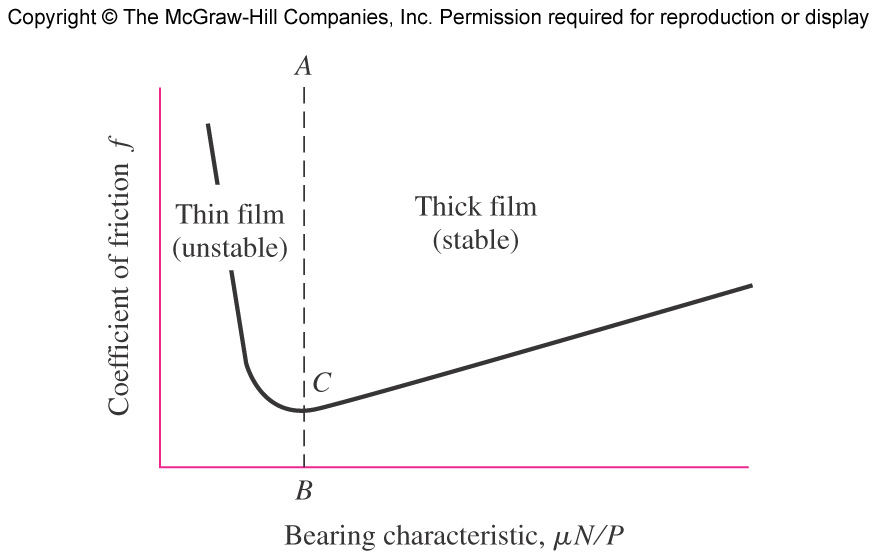 Copyright © The McGraw-Hill Companies, Inc. Permission required for reproduction or display
A
Coefficient of friction f
Thin film
(unstable)
Thick film
(stable)
C
B
Bearing characteristic, μN/P